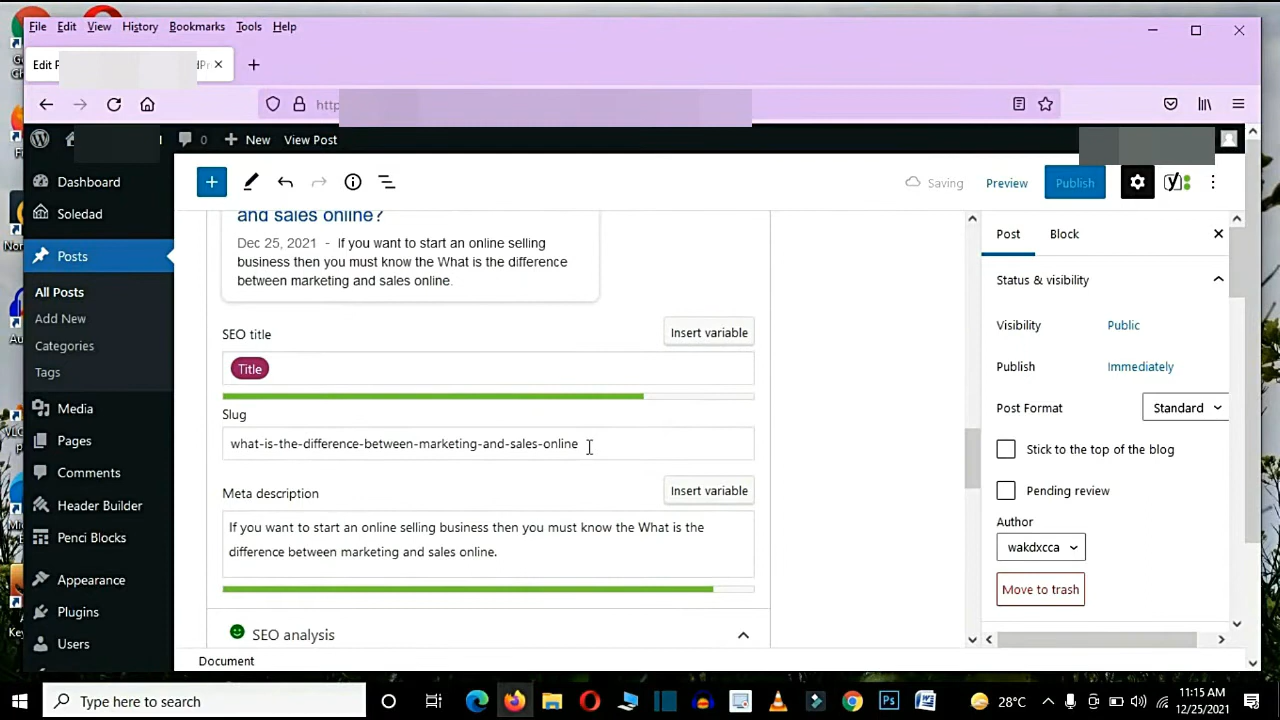 File Edit View History Bookmarks Tools Help
Edit P
http
0 New View Post
Dashboard
Soledad
Posts
All Posts
Add New
Categories
Tags
Media
Pages
Comments
Header Builder
Penci Blocks
Appearance
Plugins
Users
Saving Preview Publish
and sales online?
Dec 25, 2021 - If you want to start an online selling
business then you must know the What is the difference
between marketing and sales online.
SEO title
Insert variable
Title
Slug
what-is-the-difference-between-marketing-and-sales-online
Meta description
Insert variable
If you want to start an online selling business then you must know the What is the
difference between marketing and sales online.
SEO analysis
Document
Post Block
Status & visibility
Visibility Public
Publish Immediately
Post Format Standard
Stick to the top of the blog
Pending review
Author
wakdxcca
Move to trash
Type here to search
28°C
11:15 AM
12/25/2021